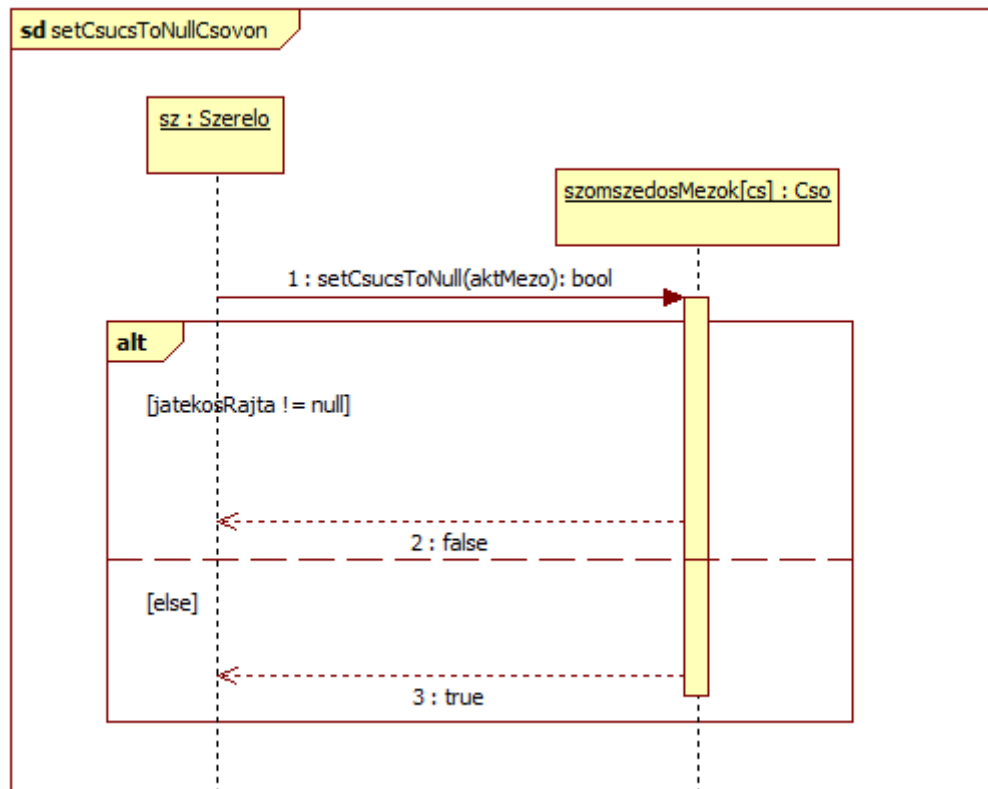 sd setCsucsToNullCsovon
sz : Szerelo
szomszedosMezok[cs] : Cso
1 : setCsucsToNull(aktMezo): bool
alt
[jatekosRajta != null]
2 : false
[else]
3 : true